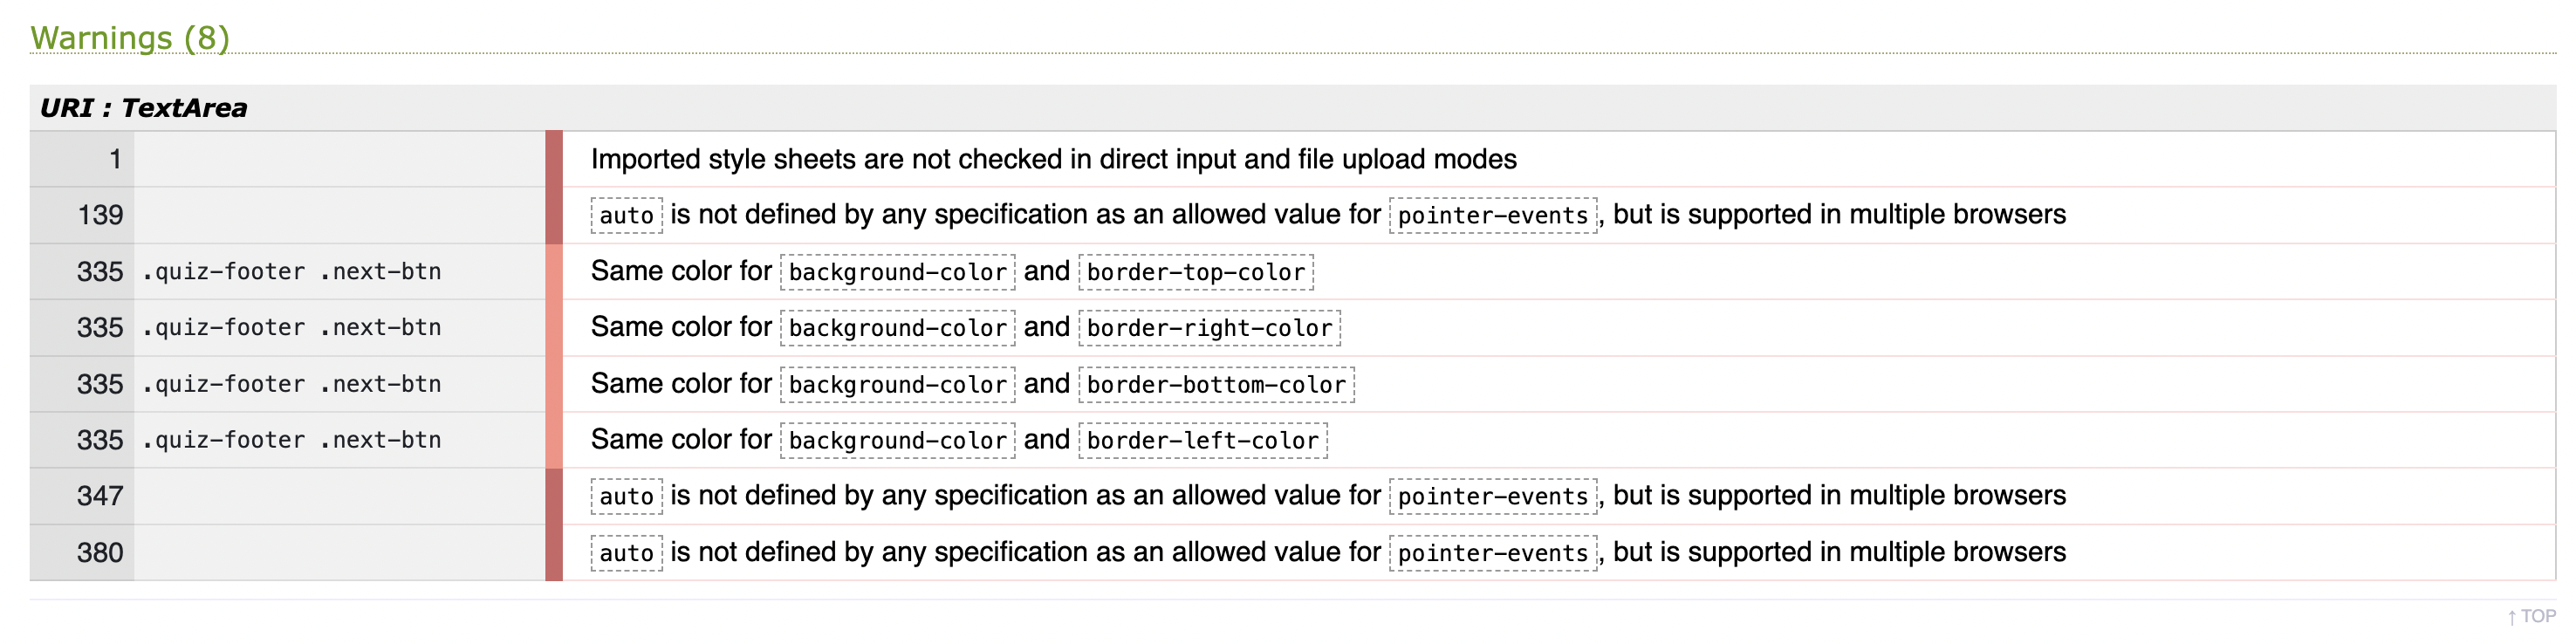 Warnings (8)
URI : TextArea
1 Imported style sheets are not checked in direct input and file upload modes
139 auto is not defined by any specification as an allowed value for pointer-events, but is supported in multiple browsers
335 .quiz-footer .next-btn Same color for background-color and border-top-color
335 .quiz-footer .next-btn Same color for background-color and border-right-color
335 .quiz-footer .next-btn Same color for background-color and border-bottom-color
335 .quiz-footer .next-btn Same color for background-color and border-left-color
347 auto is not defined by any specification as an allowed value for pointer-events, but is supported in multiple browsers
380 auto is not defined by any specification as an allowed value for pointer-events, but is supported in multiple browsers
↑ TOP